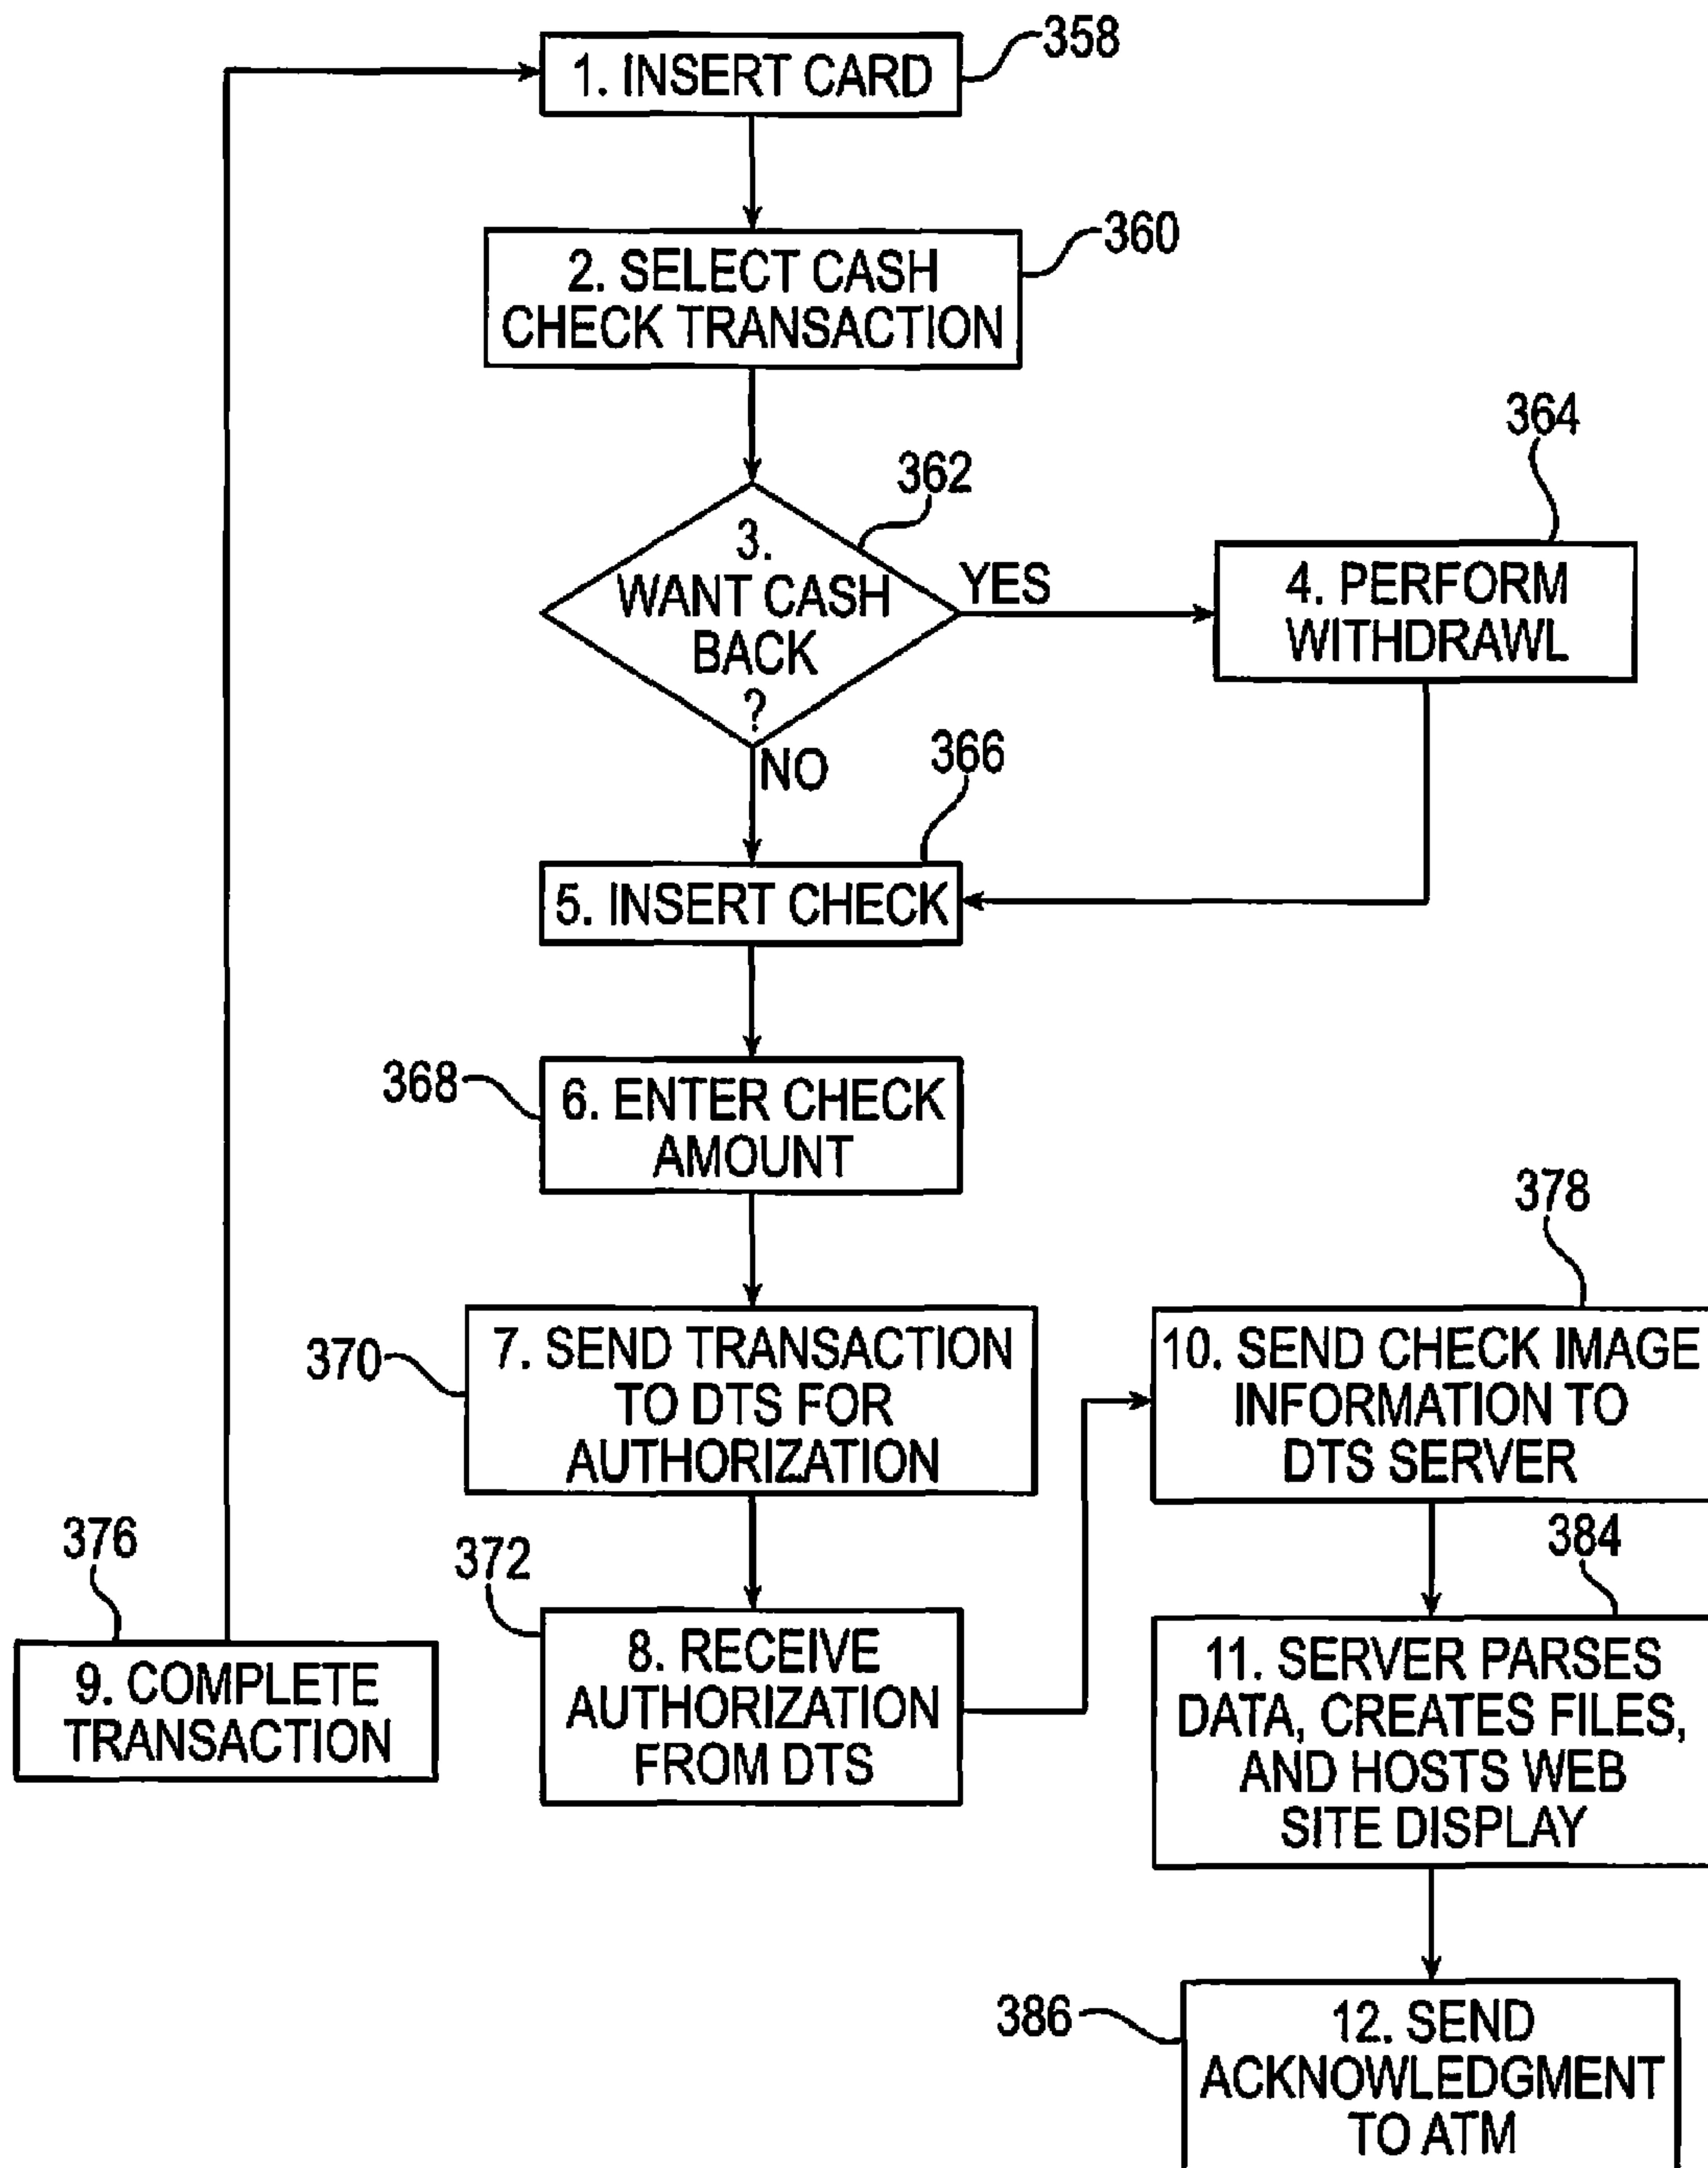 1. INSERT CARD
358
2. SELECT CASH
CHECK TRANSACTION
360
3.
WANT CASH
BACK
?
362
YES
NO
4. PERFORM
WITHDRAWL
364
5. INSERT CHECK
366
6. ENTER CHECK
AMOUNT
368
7. SEND TRANSACTION
TO DTS FOR
AUTHORIZATION
370
8. RECEIVE
AUTHORIZATION
FROM DTS
372
9. COMPLETE
TRANSACTION
376
10. SEND CHECK IMAGE
INFORMATION TO
DTS SERVER
378
11. SERVER PARSES
DATA, CREATES FILES,
AND HOSTS WEB
SITE DISPLAY
384
12. SEND
ACKNOWLEDGMENT
TO ATM
386